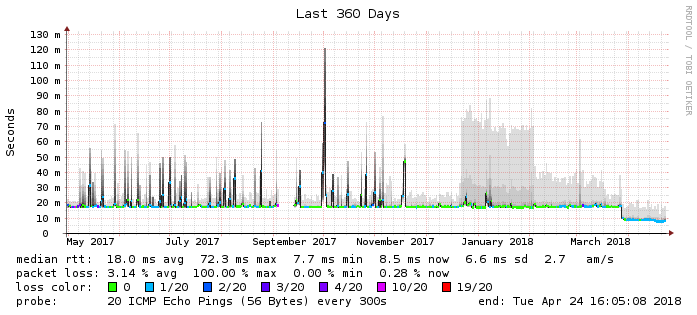 Last 360 Days
RRDTOOL / TOBI OETIKER
Seconds
130 m
120 m
110 m
100 m
90 m
80 m
70 m
60 m
50 m
40 m
30 m
20 m
10 m
0
May 2017 July 2017 September 2017 November 2017 January 2018 March 2018
median rtt: 18.0 ms avg 72.3 ms max 7.7 ms min 8.5 ms now 6.6 ms sd 2.7 am/s
packet loss: 3.14 % avg 100.00 % max 0.00 % min 0.28 % now
loss color: 0 1/20 2/20 3/20 4/20 10/20 19/20
probe: 20 ICMP Echo Pings (56 Bytes) every 300s end: Tue Apr 24 16:05:08 2018